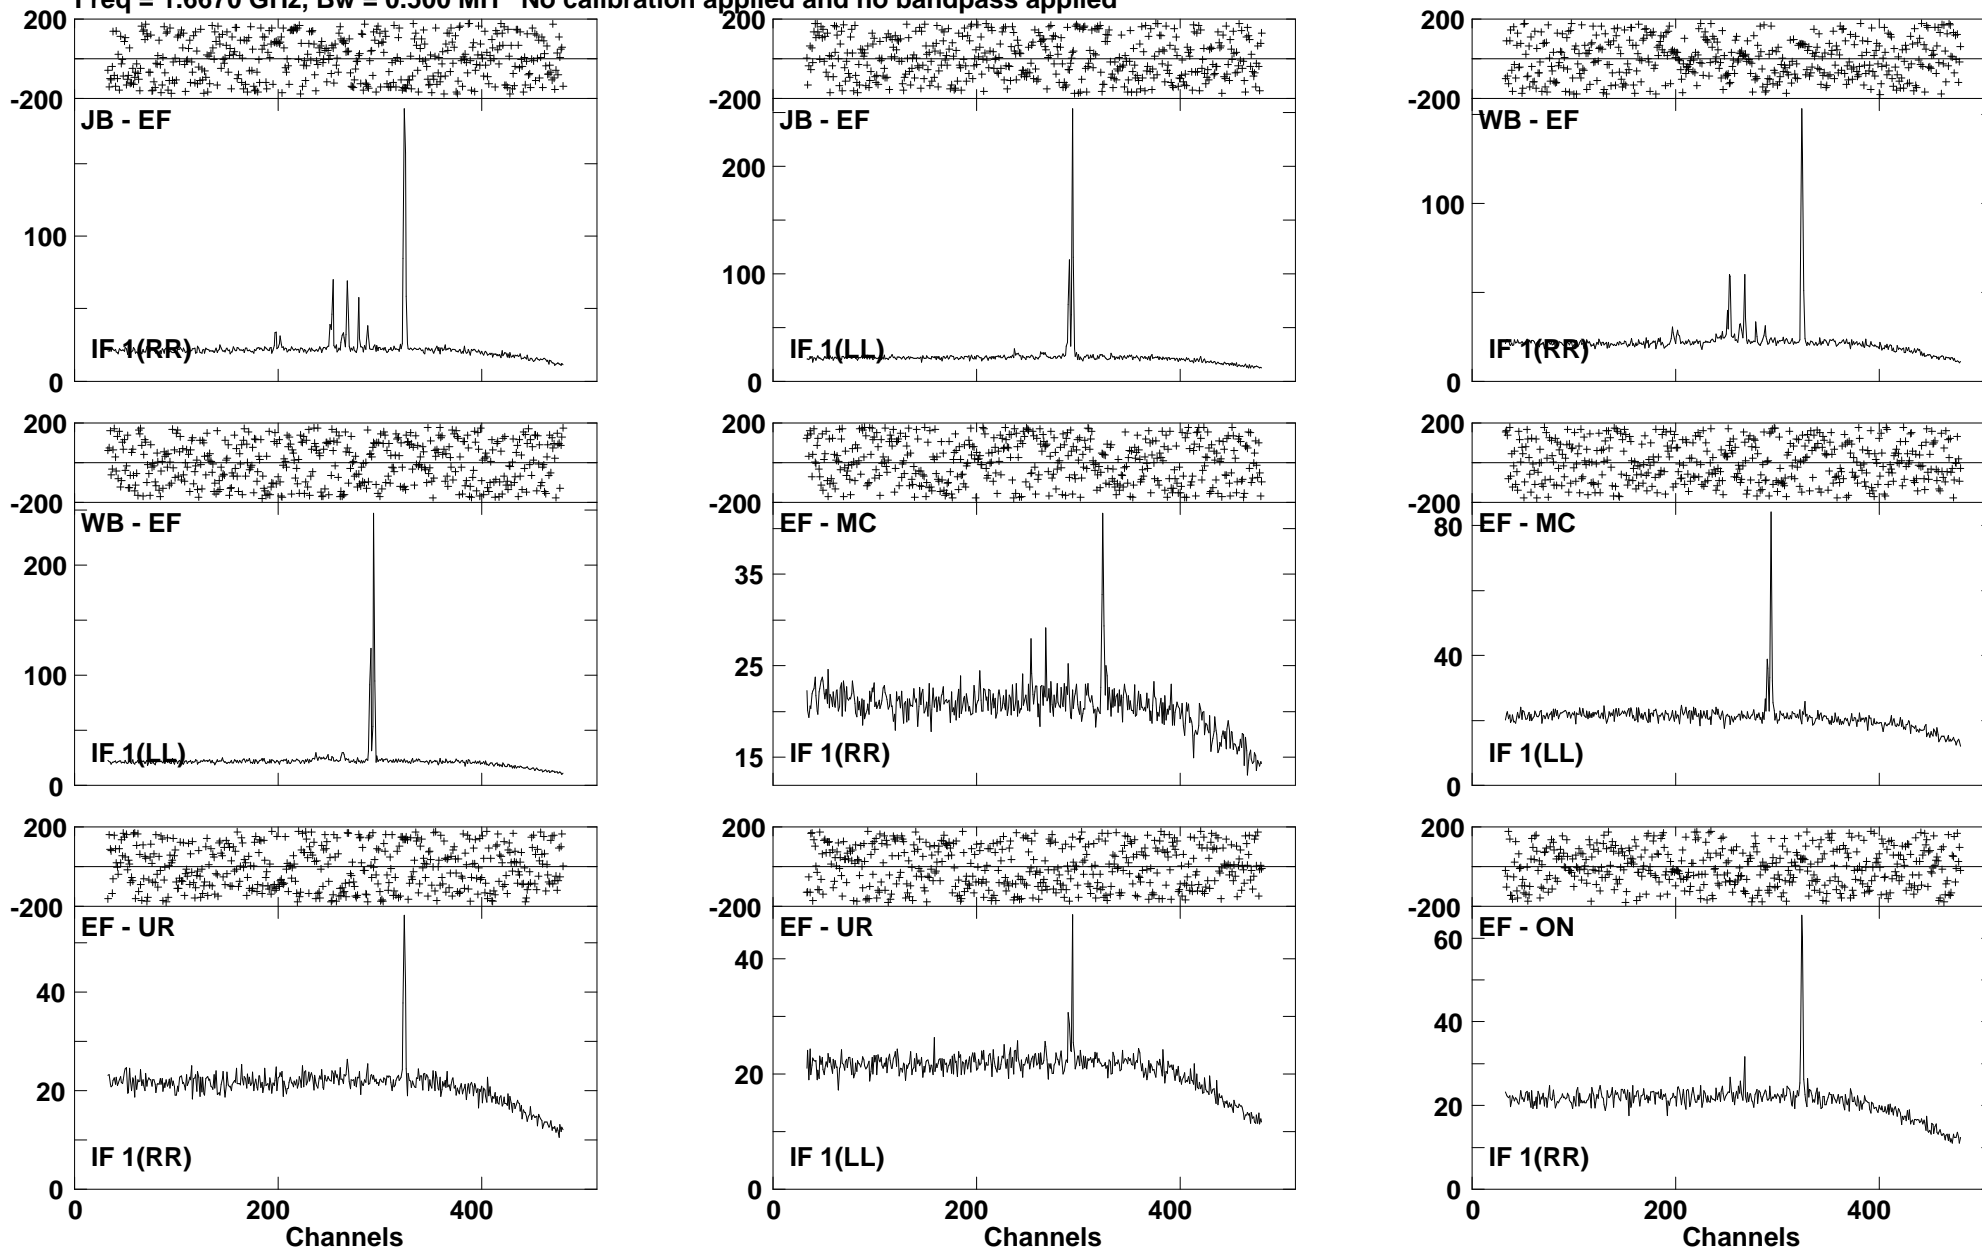 Freq = 1.6670 GHz, Bw = 0.500 MH No calibration applied and no bandpass applied
200 200 200
-200 -200 -200
JB - EF JB - EF WB - EF
200
100 100 100
IF 1(RR) IF 1(LL) IF 1(RR)
0 0 0
200 200 200
-200 -200 -200
WB - EF EF - MC EF - MC
200 35 80
100 25 40
IF 1(LL) IF 1(RR) IF 1(LL)
0 15 0
200 200 200
-200 -200 -200
EF - UR EF - UR EF - ON
40 40 60
40
20 20 20
IF 1(RR) IF 1(LL) IF 1(RR)
0 0 0
0 200 400 0 200 400 0 200 400
Channels Channels Channels